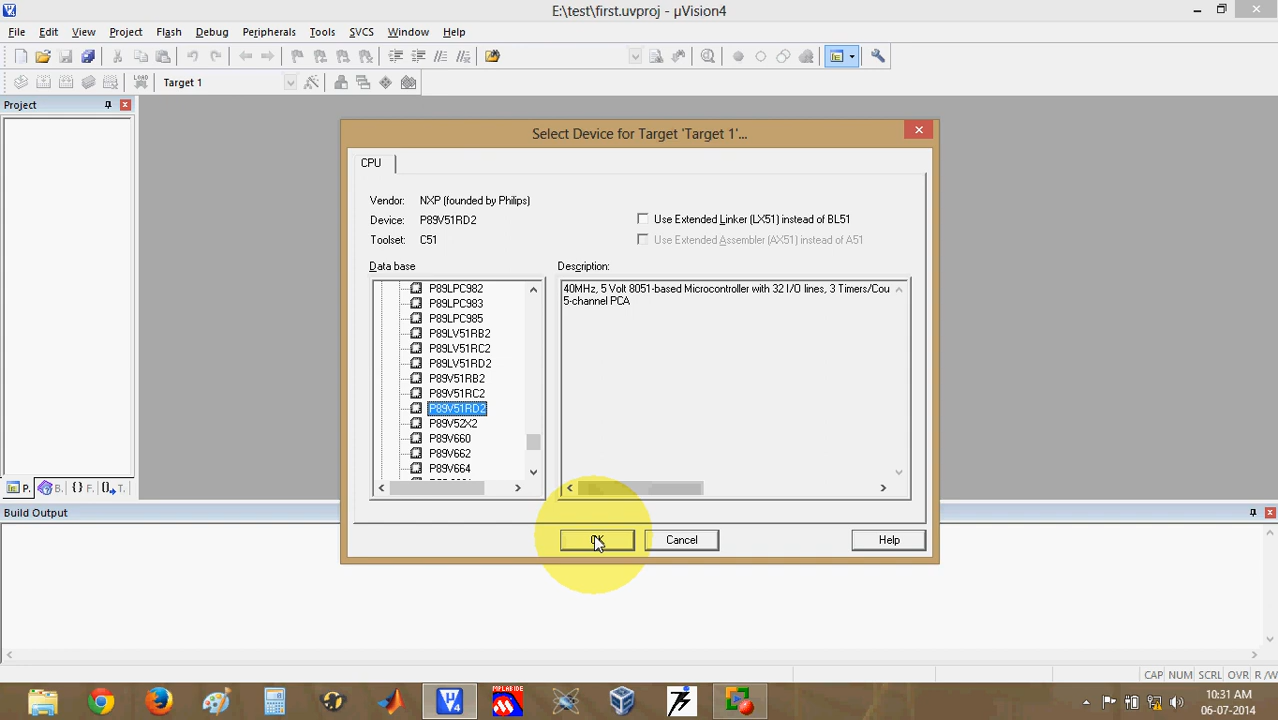 E:\test\first.uvproj - µVision4
File Edit View Project Flash Debug Peripherals Tools SVCS Window Help
LOAD Target 1
Project
Select Device for Target 'Target 1'...
CPU
Vendor: NXP (founded by Philips)
Device: P89V51RD2
Toolset: C51
Use Extended Linker (LX51) instead of BL51
Use Extended Assembler (AX51) instead of A51
Data base
P89LPC982
P89LPC983
P89LPC985
P89LV51RB2
P89LV51RC2
P89LV51RD2
P89V51RB2
P89V51RC2
P89V51RD2
P89V52X2
P89V660
P89V662
P89V664
Description:
40MHz, 5 Volt 8051-based Microcontroller with 32 I/O lines, 3 Timers/Cou
5-channel PCA
OK Cancel Help
P. B. {} F. T.
Build Output
CAP NUM SCRL OVR R /W
MPLAB IDE
10:31 AM
06-07-2014